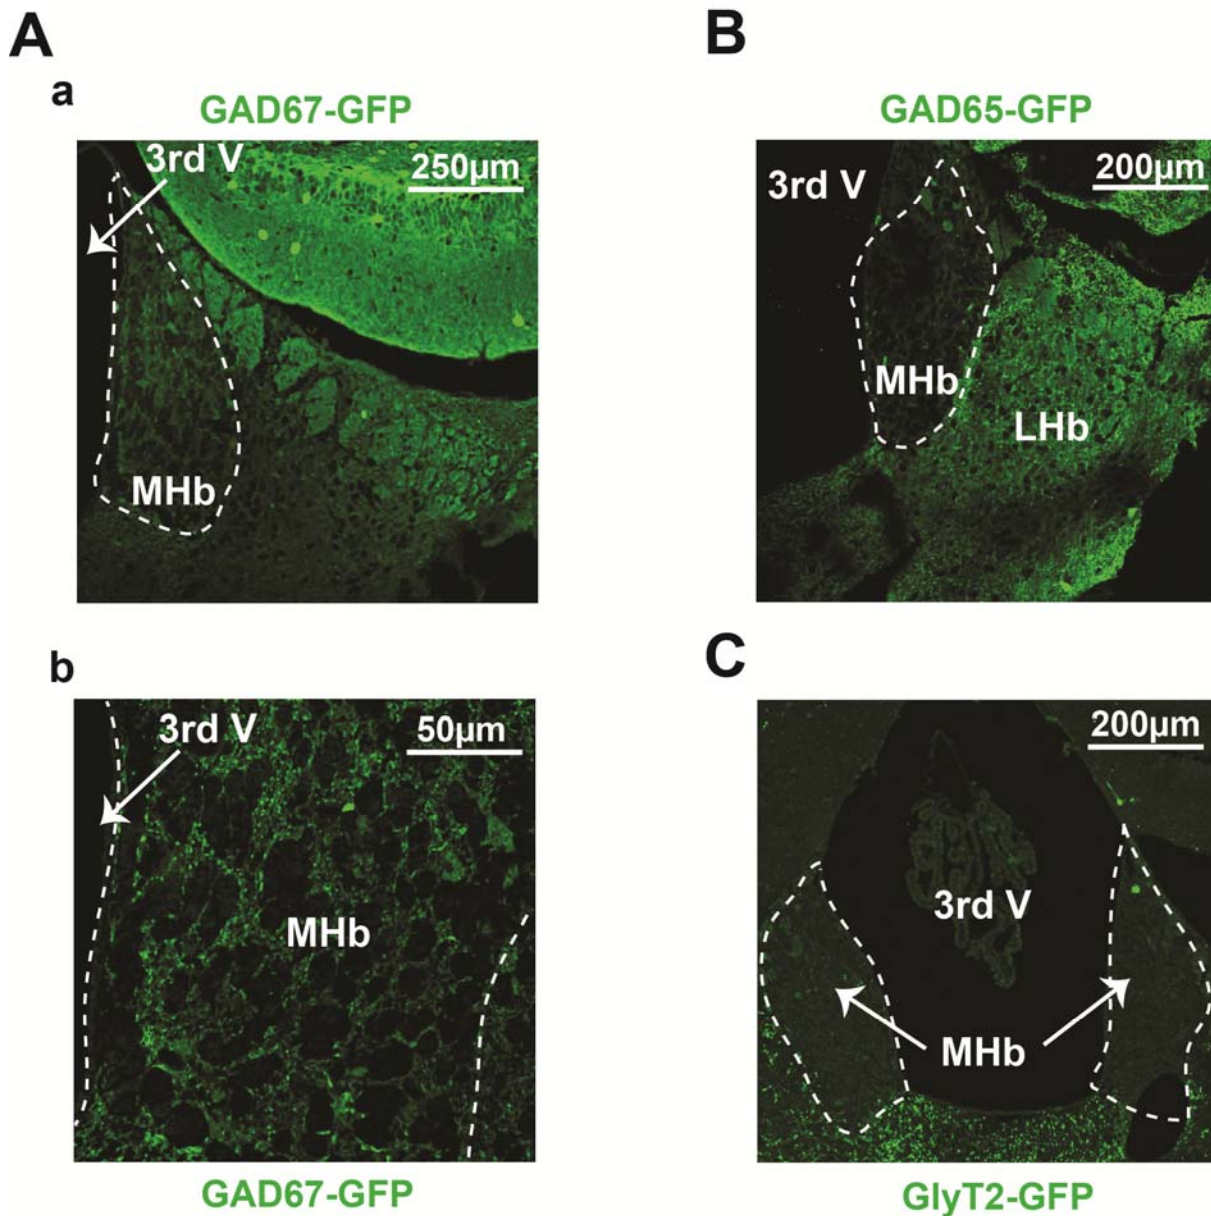 A
a
GAD67-GFP
3rd V
250µm
MHb
B
GAD65-GFP
3rd V
200µm
MHb
LHb
b
3rd V
50µm
MHb
GAD67-GFP
C
200µm
3rd V
MHb
GlyT2-GFP